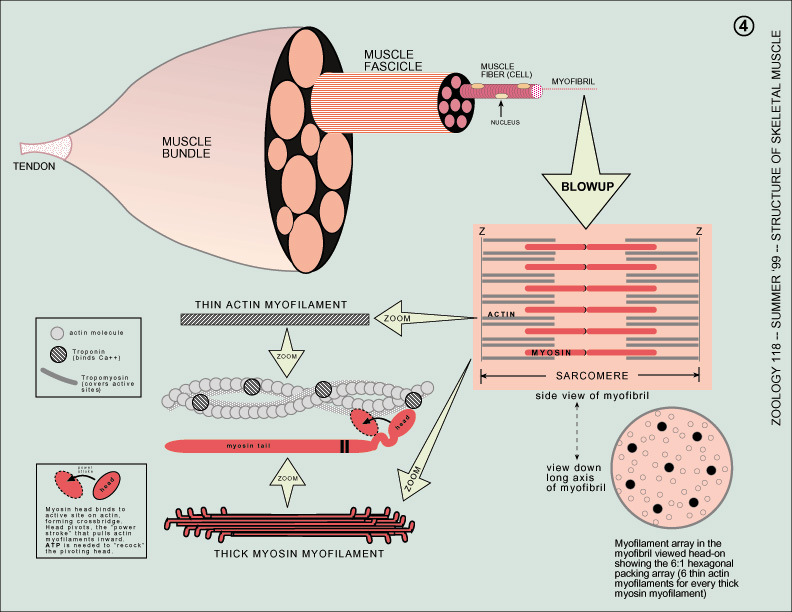 4
ZOOLOGY 118 -- SUMMER '99 -- STRUCTURE OF SKELETAL MUSCLE
MUSCLE
FASCICLE
MUSCLE
FIBER (CELL)
MYOFIBRIL
NUCLEUS
MUSCLE
BUNDLE
TENDON
BLOWUP
Z
Z
ACTIN
MYOSIN
SARCOMERE
side view of myofibril
THIN ACTIN MYOFILAMENT
ZOOM
ZOOM
actin molecule
Troponin
(binds Ca++)
Tropomyosin
(covers active
sites)
head
myosin tail
ZOOM
ZOOM
view down
long axis
of myofibril
power
stroke
head
Myosin head binds to
active site on actin,
forming crossbridge.
Head pivots, the "power
stroke" that pulls actin
myofilaments inward.
ATP is needed to "recock"
the pivoting head.
THICK MYOSIN MYOFILAMENT
Myofilament array in the
myofibril viewed head-on
showing the 6:1 hexagonal
packing array (6 thin actin
myofilaments for every thick
myosin myofilament)